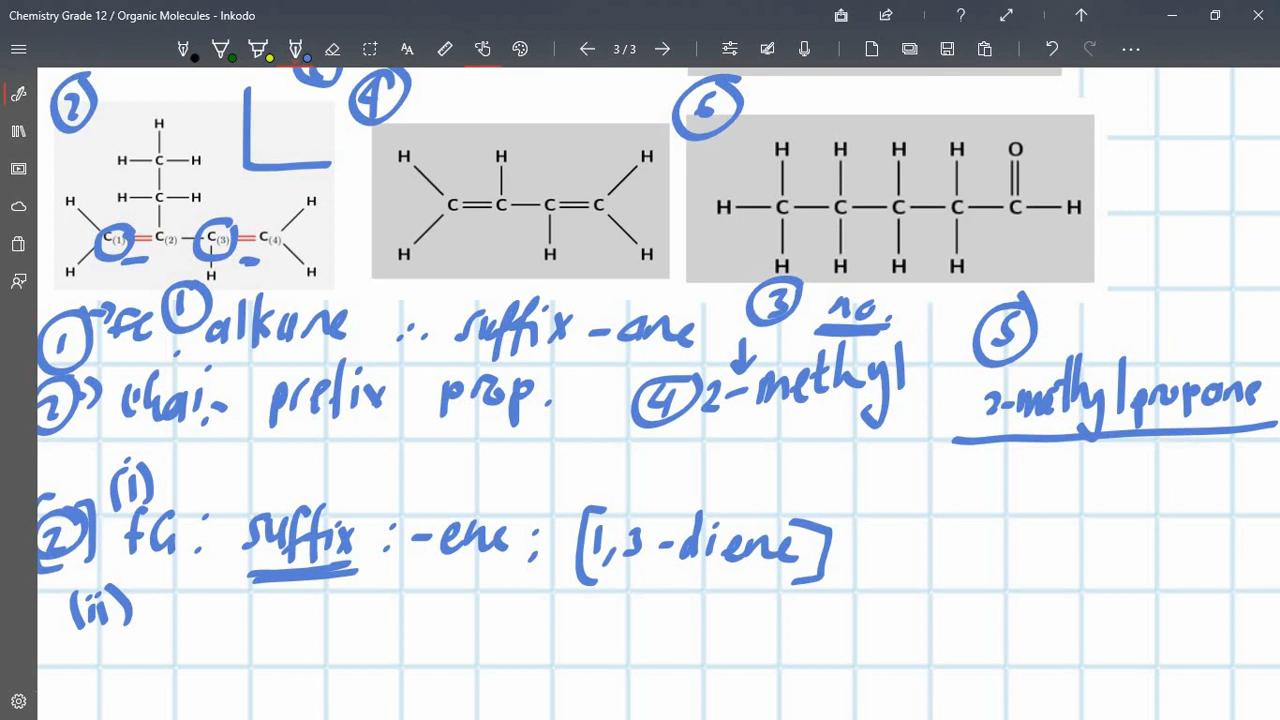 Chemistry Grade 12 / Organic Molecules - Inkodo
3 / 3
2
4
6
H
H C H
H C H
H H
C(1) C(2) C(3) C(4)
H H H
H H H
C C C C
H H H
H H H H O
H C C C C C H
H H H H
1 → FG 1 alkane ∴ suffix -ane 3 no.
2 → chain prefix prop. 4 2-methyl 5
2-methylpropane
(i)
2] FG : suffix : -ene ; [1,3-diene]
(ii)